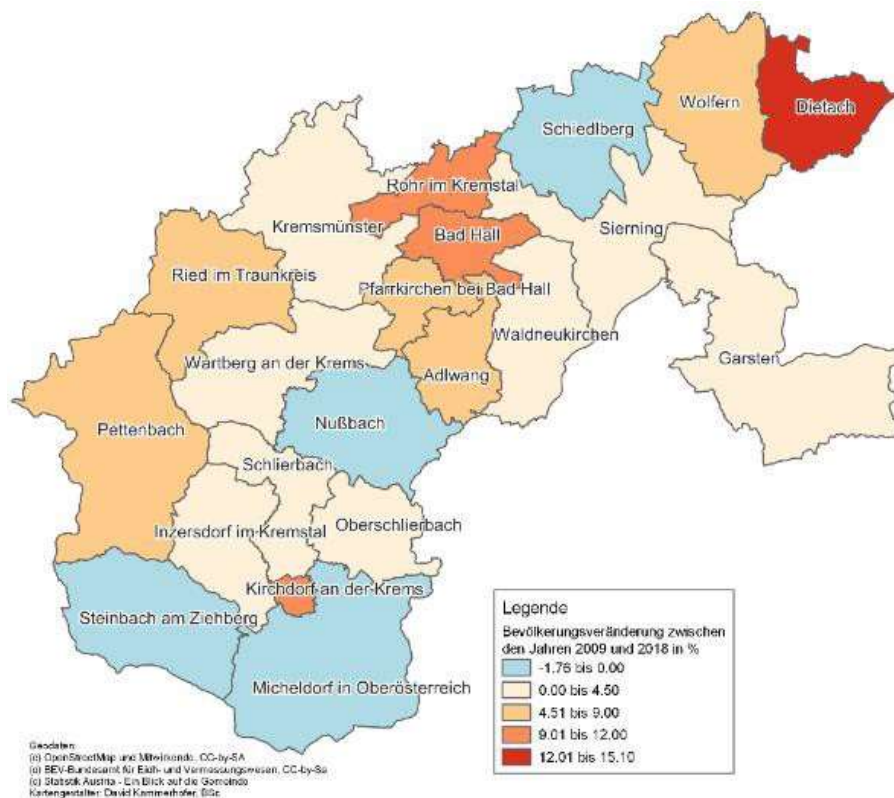 Wolfern
Dietach
Schiedlberg
Rohr im Kremstal
Kremsmünster
Bad Hall
Sierning
Ried im Traunkreis
Pfarrkirchen bei Bad Hall
Waldneukirchen
Wartberg an der Krems
Adlwang
Garsten
Pettenbach
Nußbach
Schlierbach
Inzersdorf im Kremstal
Oberschlierbach
Kirchdorf an der Krems
Steinbach am Ziehberg
Micheldorf in Oberösterreich
Legende
Bevölkerungsveränderung zwischen
den Jahren 2009 und 2018 in %
-1.76 bis 0.00
0.00 bis 4.50
4.51 bis 9.00
9.01 bis 12.00
12.01 bis 15.10
Geodaten:
(c) OpenStreetMap und Mitwirkende, CC-by-SA
(c) BEV-Bundesamt für Eich- und Vermessungswesen, CC-by-Sa
(c) Statistik Austria - Ein Blick auf die Gemeinde
Kartengestalter: David Kammerhofer, BSc